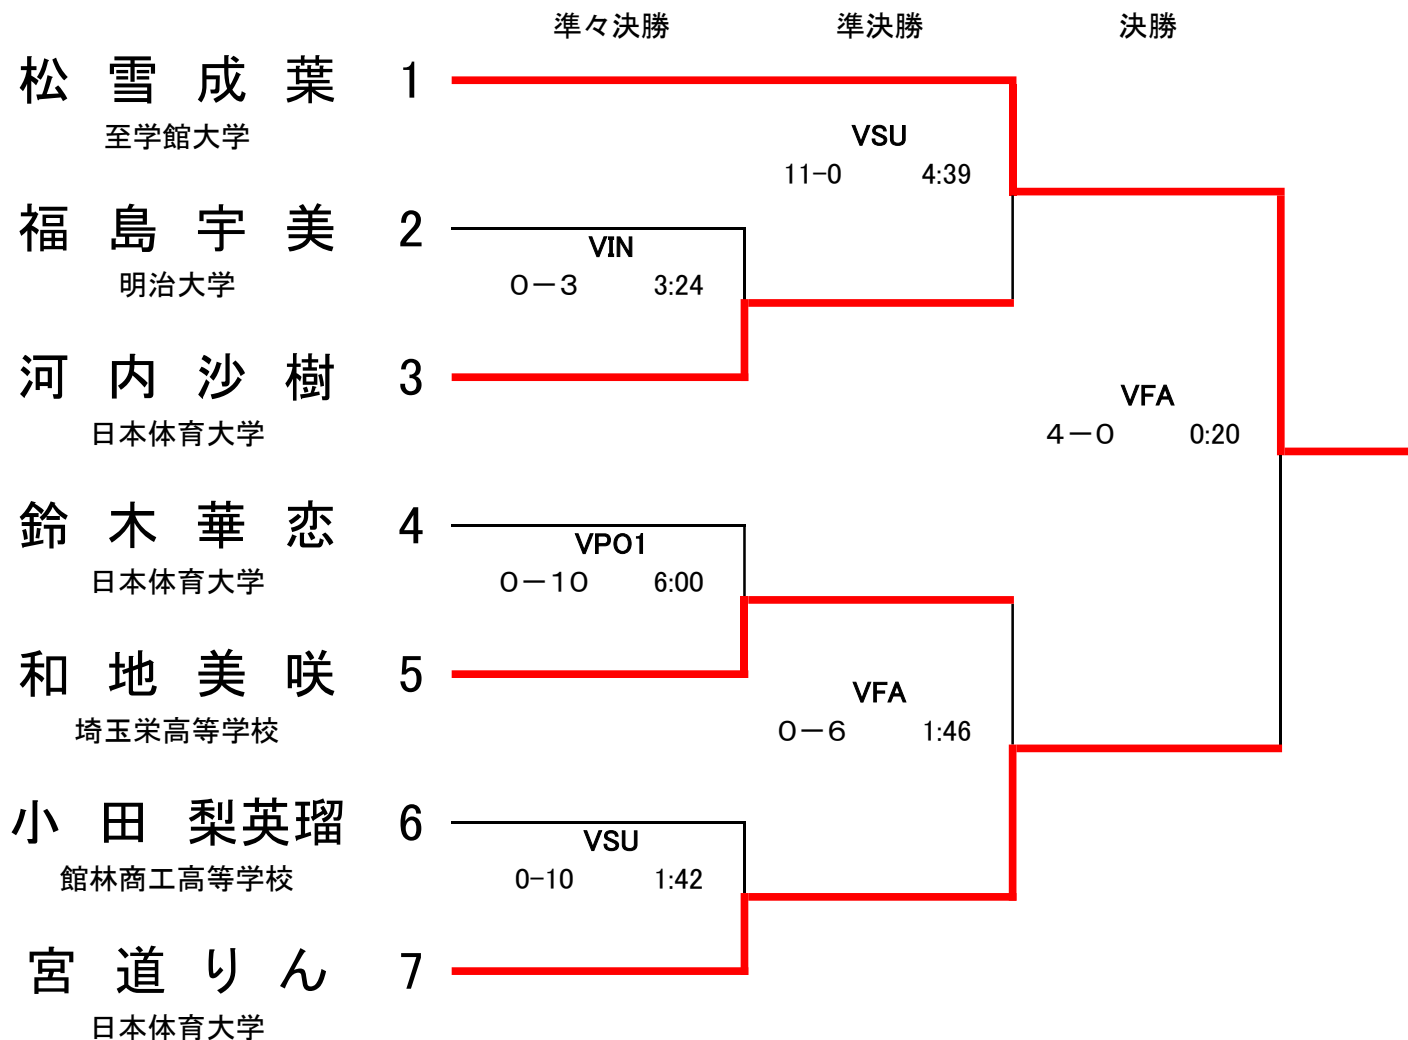 準々決勝 準決勝 決勝
松 雪 成 葉 1
至学館大学
VSU
11-0 4:39
福 島 宇 美 2
VIN
明治大学
０－３ 3:24
河 内 沙 樹 3
日本体育大学
VFA
４－０ 0:20
鈴 木 華 恋 4
VPO1
日本体育大学
０－１０ 6:00
和 地 美 咲 5
埼玉栄高等学校
VFA
０－６ 1:46
小 田 梨英瑠 6
VSU
館林商工高等学校
0-10 1:42
宮 道 り ん 7
日本体育大学